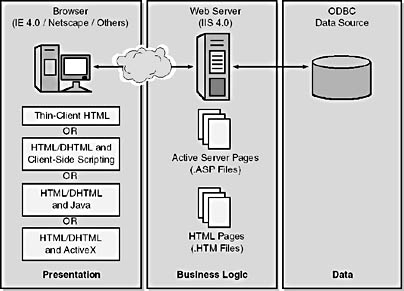 Browser
(IE 4.0 / Netscape / Others)
Thin-Client HTML
OR
HTML/DHTML and
Client-Side Scripting
OR
HTML/DHTML
and Java
OR
HTML/DHTML
and ActiveX
Presentation
Web Server
(IIS 4.0)
Active Server Pages
(.ASP Files)
HTML Pages
(.HTM Files)
Business Logic
ODBC
Data Source
Data